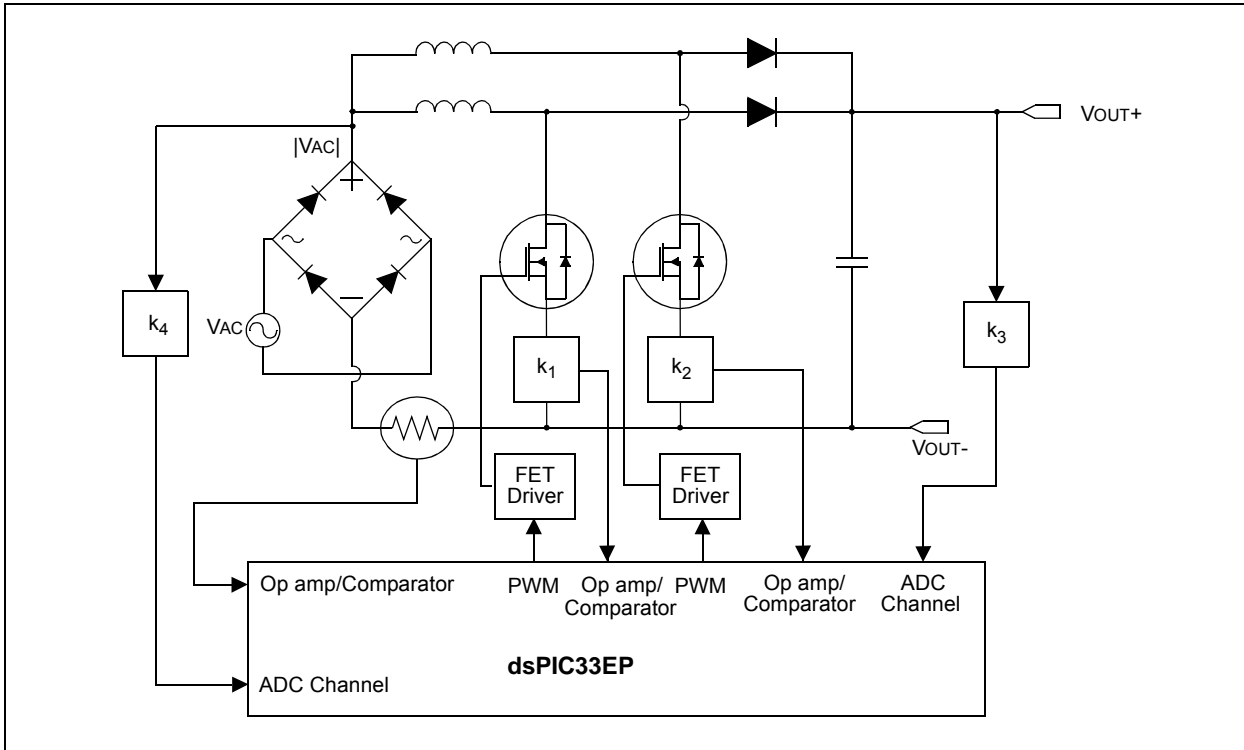 VOUT+
|VAC|
+
k4
VAC
−
k1
k2
k3
VOUT-
FET
Driver
FET
Driver
Op amp/Comparator
PWM
Op amp/
Comparator
PWM
Op amp/
Comparator
ADC
Channel
dsPIC33EP
ADC Channel